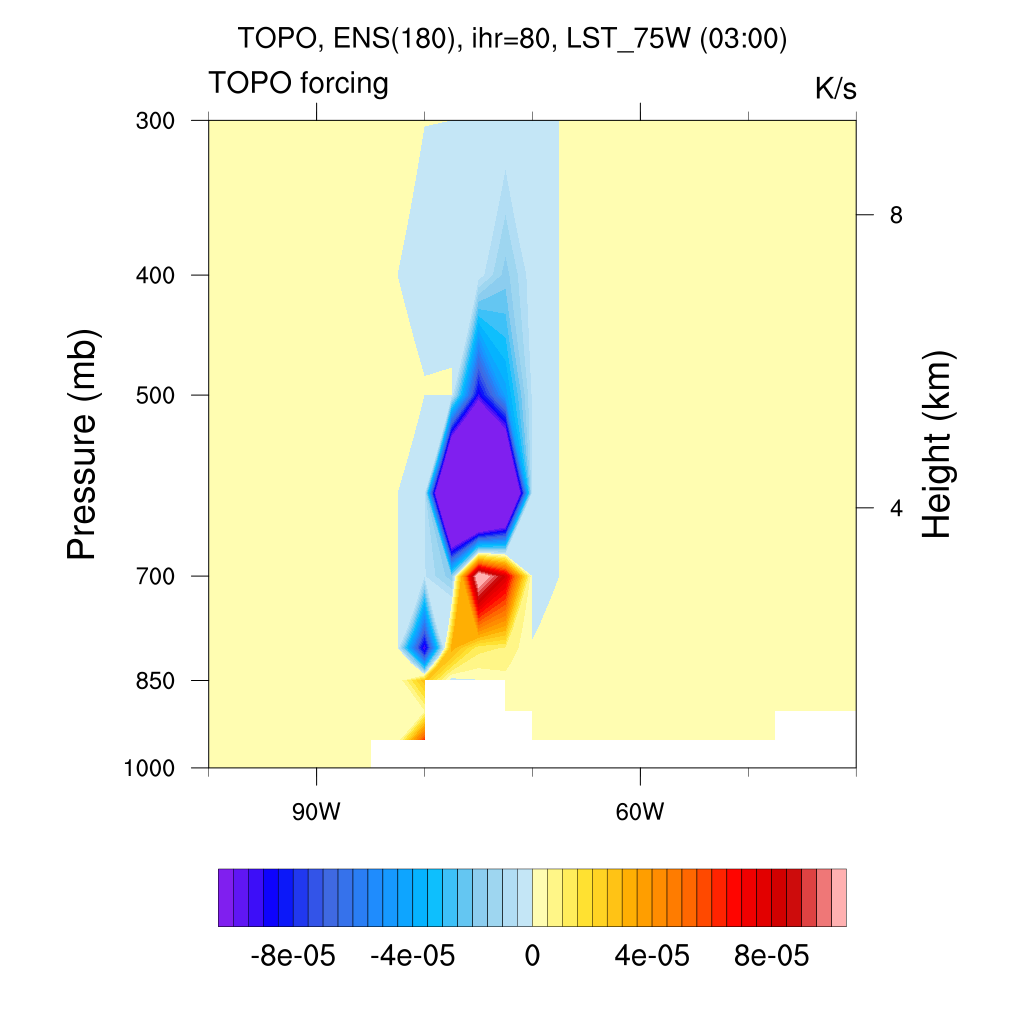 TOPO, ENS(180), ihr=80, LST_75W (03:00)
TOPO forcing
K/s
300
400
500
700
850
1000
Pressure (mb)
8
4
Height (km)
90W
60W
-8e-05
-4e-05
0
4e-05
8e-05